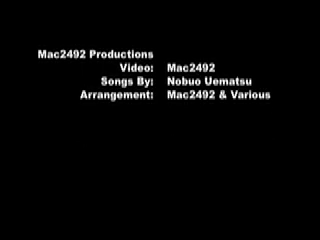 Mac2492 Productions
Video: Mac2492
Songs By: Nobuo Uematsu
Arrangement: Mac2492 & Various